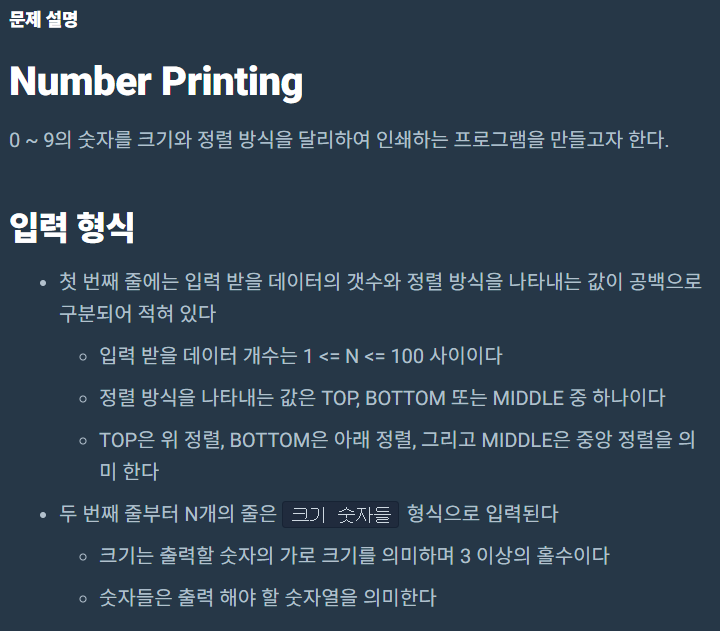 문제 설명
Number Printing
0 ~ 9의 숫자를 크기와 정렬 방식을 달리하여 인쇄하는 프로그램을 만들고자 한다.
입력 형식
• 첫 번째 줄에는 입력 받을 데이터의 갯수와 정렬 방식을 나타내는 값이 공백으로
구분되어 적혀 있다
◦ 입력 받을 데이터 개수는 1 <= N <= 100 사이이다
◦ 정렬 방식을 나타내는 값은 TOP, BOTTOM 또는 MIDDLE 중 하나이다
◦ TOP은 위 정렬, BOTTOM은 아래 정렬, 그리고 MIDDLE은 중앙 정렬을 의
미 한다
• 두 번째 줄부터 N개의 줄은 크기 숫자들 형식으로 입력된다
◦ 크기는 출력할 숫자의 가로 크기를 의미하며 3 이상의 홀수이다
◦ 숫자들은 출력 해야 할 숫자열을 의미한다